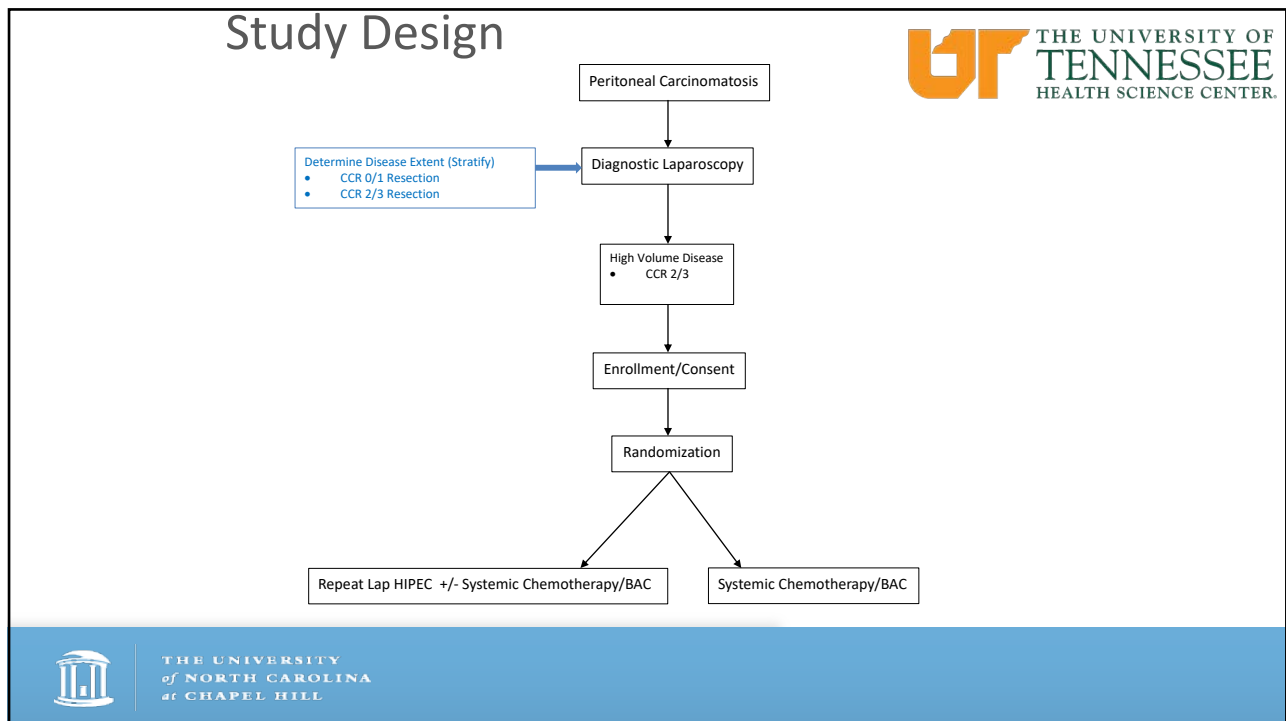 Study Design
THE UNIVERSITY OF
TENNESSEE
HEALTH SCIENCE CENTER.
Peritoneal Carcinomatosis
Determine Disease Extent (Stratify)
• CCR 0/1 Resection
• CCR 2/3 Resection
Diagnostic Laparoscopy
High Volume Disease
• CCR 2/3
Enrollment/Consent
Randomization
Repeat Lap HIPEC +/- Systemic Chemotherapy/BAC
Systemic Chemotherapy/BAC
THE UNIVERSITY
of NORTH CAROLINA
at CHAPEL HILL